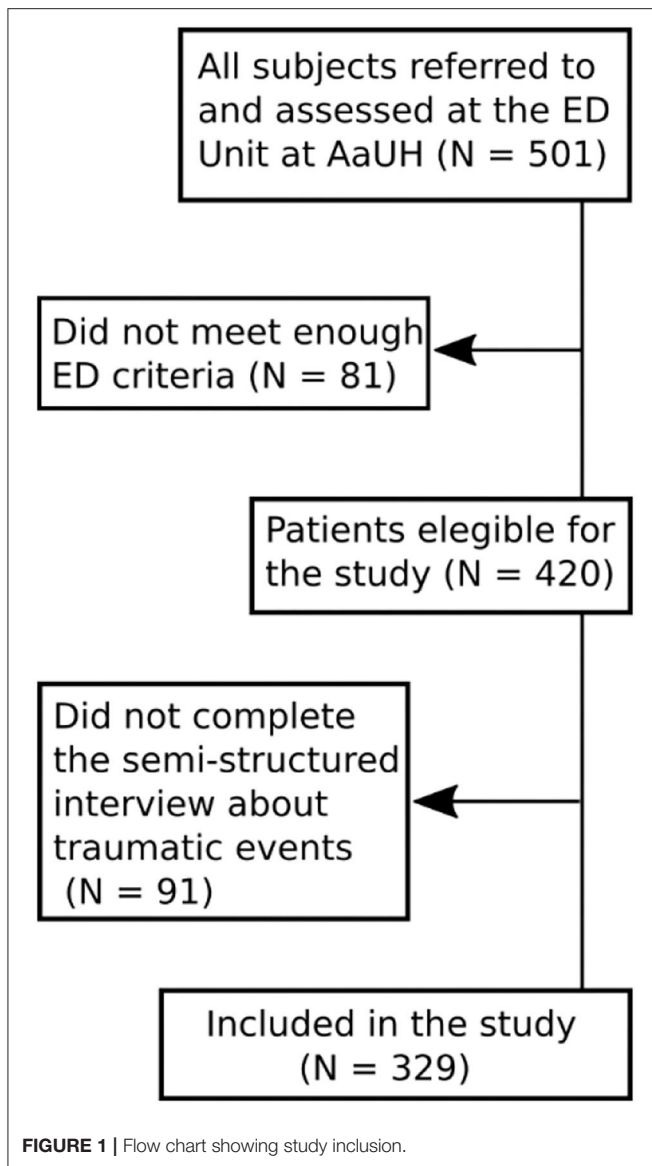 All subjects referred to
and assessed at the ED
Unit at AaUH (N = 501)
Did not meet enough
ED criteria (N = 81)
Patients elegible for
the study (N = 420)
Did not complete
the semi-structured
interview about
traumatic events
(N = 91)
Included in the study
(N = 329)
FIGURE 1 | Flow chart showing study inclusion.